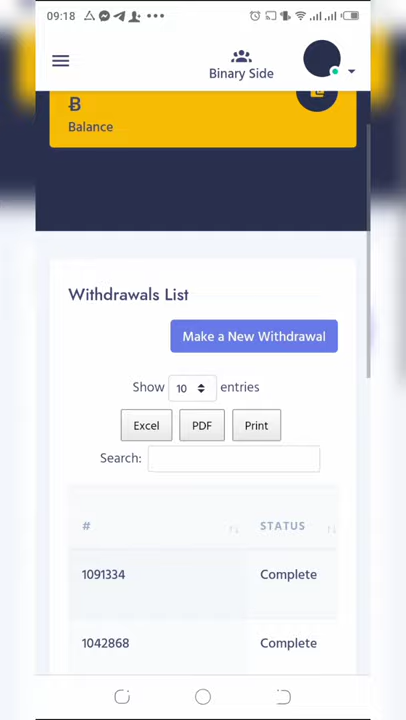 09:18
Binary Side
Ƀ
Balance
Withdrawals List
Make a New Withdrawal
Show 10 entries
Excel PDF Print
Search:
# STATUS
1091334 Complete
1042868 Complete